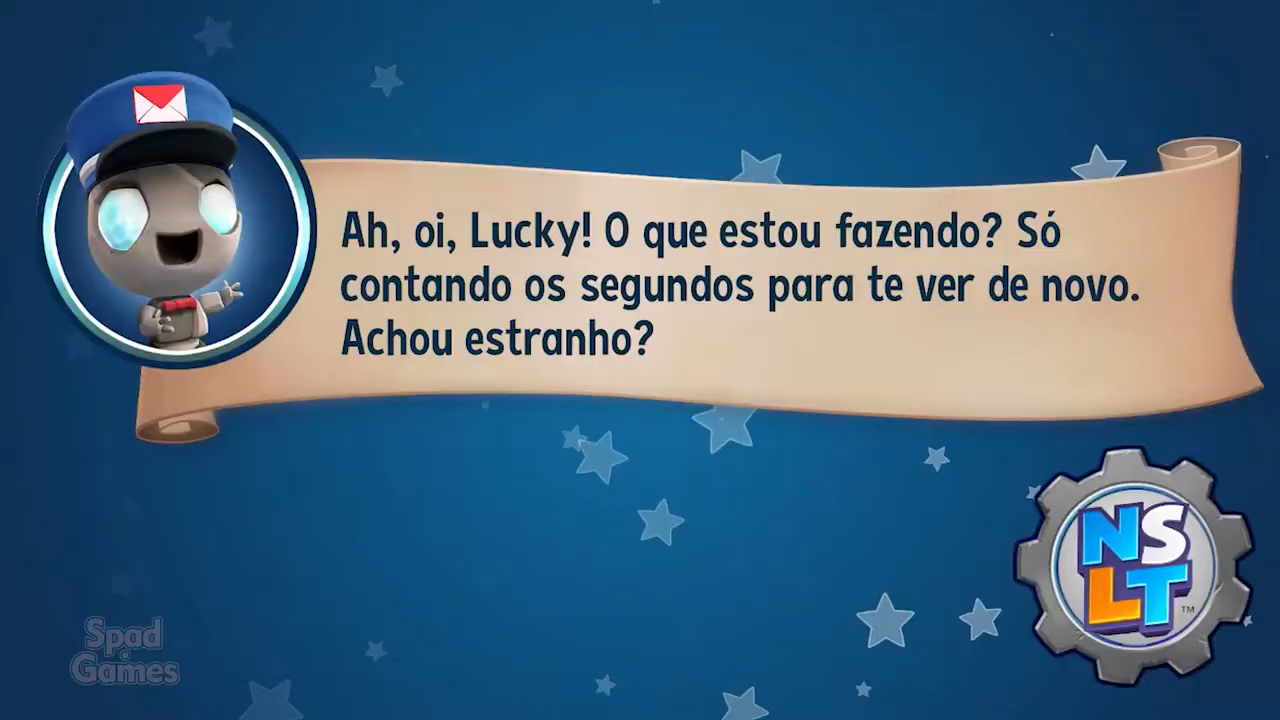 Ah, oi, Lucky! O que estou fazendo? Só
contando os segundos para te ver de novo.
Achou estranho?
NS
LT
TM
Spad
Games